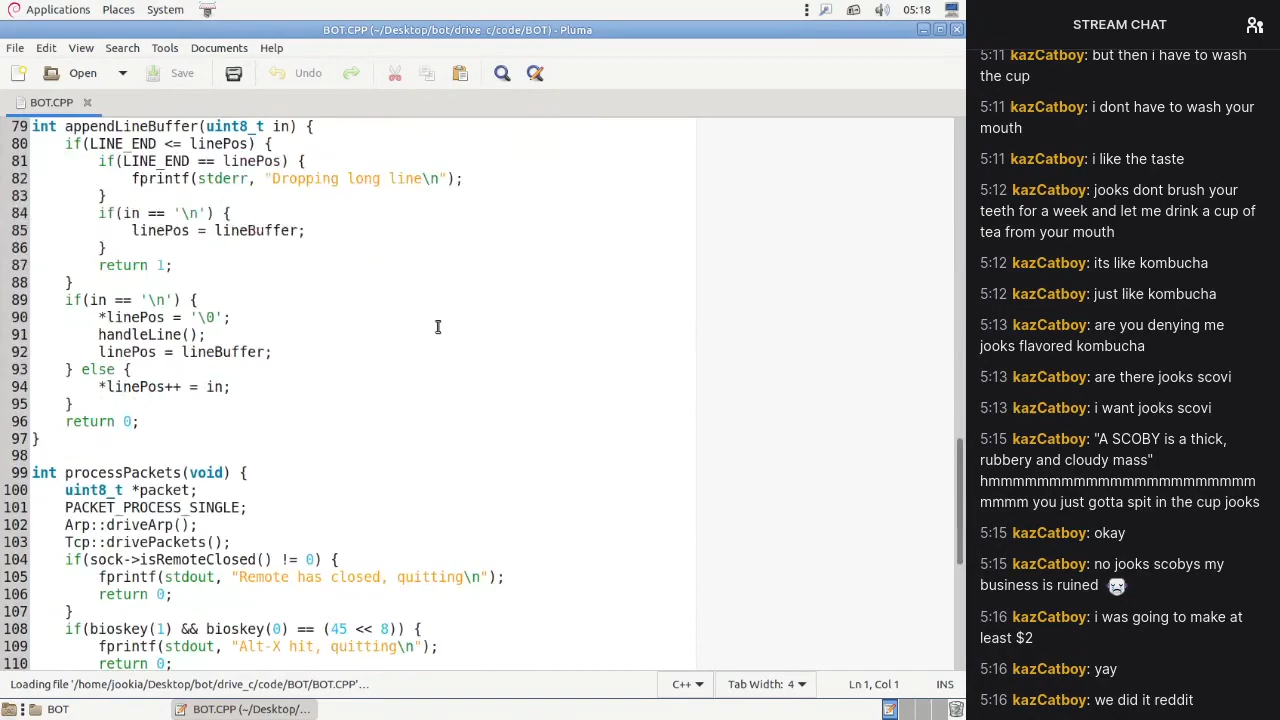 Applications Places System 05:18
BOT.CPP (~/Desktop/bot/drive_c/code/BOT) - Pluma
File Edit View Search Tools Documents Help
Open Save Undo
BOT.CPP
79 int appendLineBuffer(uint8_t in) {
80 if(LINE_END <= linePos) {
81 if(LINE_END == linePos) {
82 fprintf(stderr, "Dropping long line\n");
83 }
84 if(in == '\n') {
85 linePos = lineBuffer;
86 }
87 return 1;
88 }
89 if(in == '\n') {
90 *linePos = '\0';
91 handleLine();
92 linePos = lineBuffer;
93 } else {
94 *linePos++ = in;
95 }
96 return 0;
97 }
98
99 int processPackets(void) {
100 uint8_t *packet;
101 PACKET_PROCESS_SINGLE;
102 Arp::driveArp();
103 Tcp::drivePackets();
104 if(sock->isRemoteClosed() != 0) {
105 fprintf(stdout, "Remote has closed, quitting\n");
106 return 0;
107 }
108 if(bioskey(1) && bioskey(0) == (45 << 8)) {
109 fprintf(stdout, "Alt-X hit, quitting\n");
110 return 0;
Loading file '/home/jookia/Desktop/bot/drive_c/code/BOT/BOT.CPP'... C++ Tab Width: 4 Ln 1, Col 1 INS
BOT BOT.CPP (~/Desktop/...
STREAM CHAT
5:11 kazCatboy: but then i have to wash
the cup
5:11 kazCatboy: i dont have to wash your
mouth
5:11 kazCatboy: i like the taste
5:12 kazCatboy: jooks dont brush your
teeth for a week and let me drink a cup of
tea from your mouth
5:12 kazCatboy: its like kombucha
5:12 kazCatboy: just like kombucha
5:13 kazCatboy: are you denying me
jooks flavored kombucha
5:13 kazCatboy: are there jooks scovi
5:13 kazCatboy: i want jooks scovi
5:15 kazCatboy: "A SCOBY is a thick,
rubbery and cloudy mass"
hmmmmmmmmmmmmmmmmmmmmmmm
mmmm you just gotta spit in the cup jooks
5:15 kazCatboy: okay
5:15 kazCatboy: no jooks scobys my
business is ruined
5:16 kazCatboy: i was going to make at
least $2
5:16 kazCatboy: yay
5:16 kazCatboy: we did it reddit